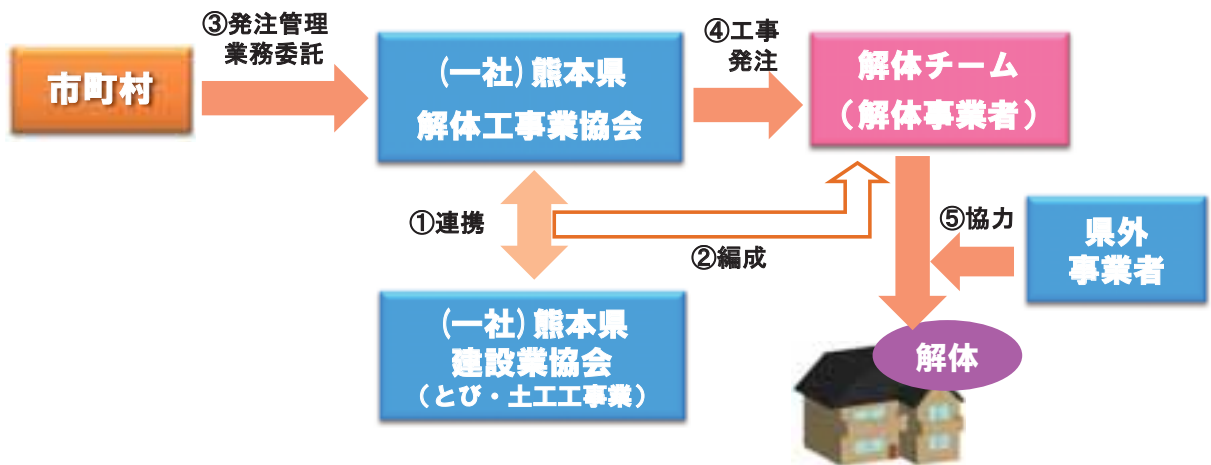 ③発注管理
業務委託
市町村
(一社)熊本県
解体工事業協会
④工事
発注
解体チーム
(解体事業者)
①連携
②編成
⑤協力
県外
事業者
(一社)熊本県
建設業協会
(とび・土工工事業)
解体